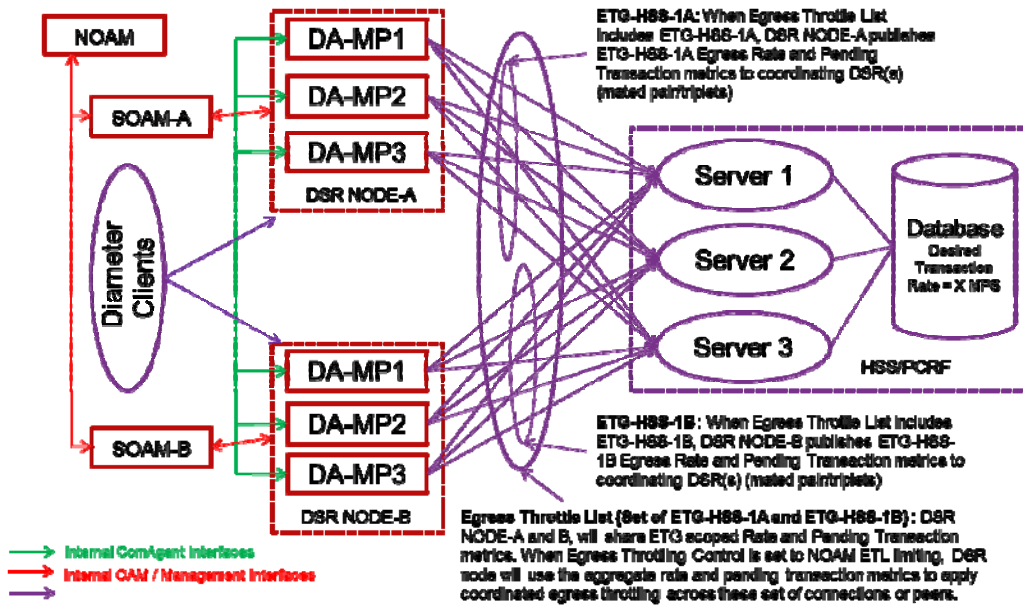 NOAM
SOAM-A
Diameter
Clients
SOAM-B
DA-MP1
DA-MP2
DA-MP3
DSR NODE-A
DA-MP1
DA-MP2
DA-MP3
DSR NODE-B
ETG-HSS-1A: When Egress Throttle List
includes ETG-HSS-1A, DSR NODE-A publishes
ETG-HSS-1A Egress Rate and Pending
Transaction metrics to coordinating DSR(s)
(mated pair/triplets)
Server 1
Server 2
Server 3
Database
Desired
Transaction
Rate = X MPS
HSS/PCRF
ETG-HSS-1B: When Egress Throttle List includes
ETG-HSS-1B, DSR NODE-B publishes ETG-HSS-
1B Egress Rate and Pending Transaction metrics to
coordinating DSR(s) (mated pair/triplets)
Egress Throttle List {Set of ETG-HSS-1A and ETG-HSS-1B}: DSR
NODE-A and B, will share ETG scoped Rate and Pending Transaction
metrics. When Egress Throttling Control is set to NOAM ETL limiting, DSR
node will use the aggregate rate and pending transaction metrics to apply
coordinated egress throttling across these set of connections or peers.
Internal ComAgent Interfaces
Internal OAM / Management Interfaces